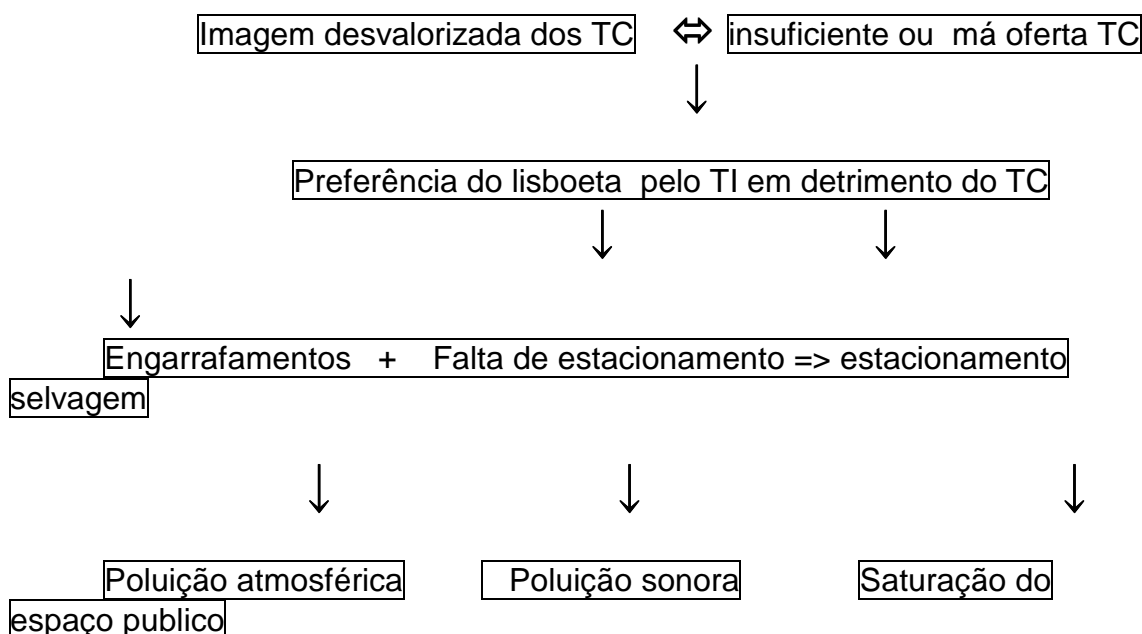 Imagem desvalorizada dos TC ⇔ insuficiente ou má oferta TC
↓
Preferência do lisboeta pelo TI em detrimento do TC
↓ ↓
↓
Engarrafamentos + Falta de estacionamento => estacionamento
selvagem
↓ ↓ ↓
Poluição atmosférica Poluição sonora Saturação do
espaço publico